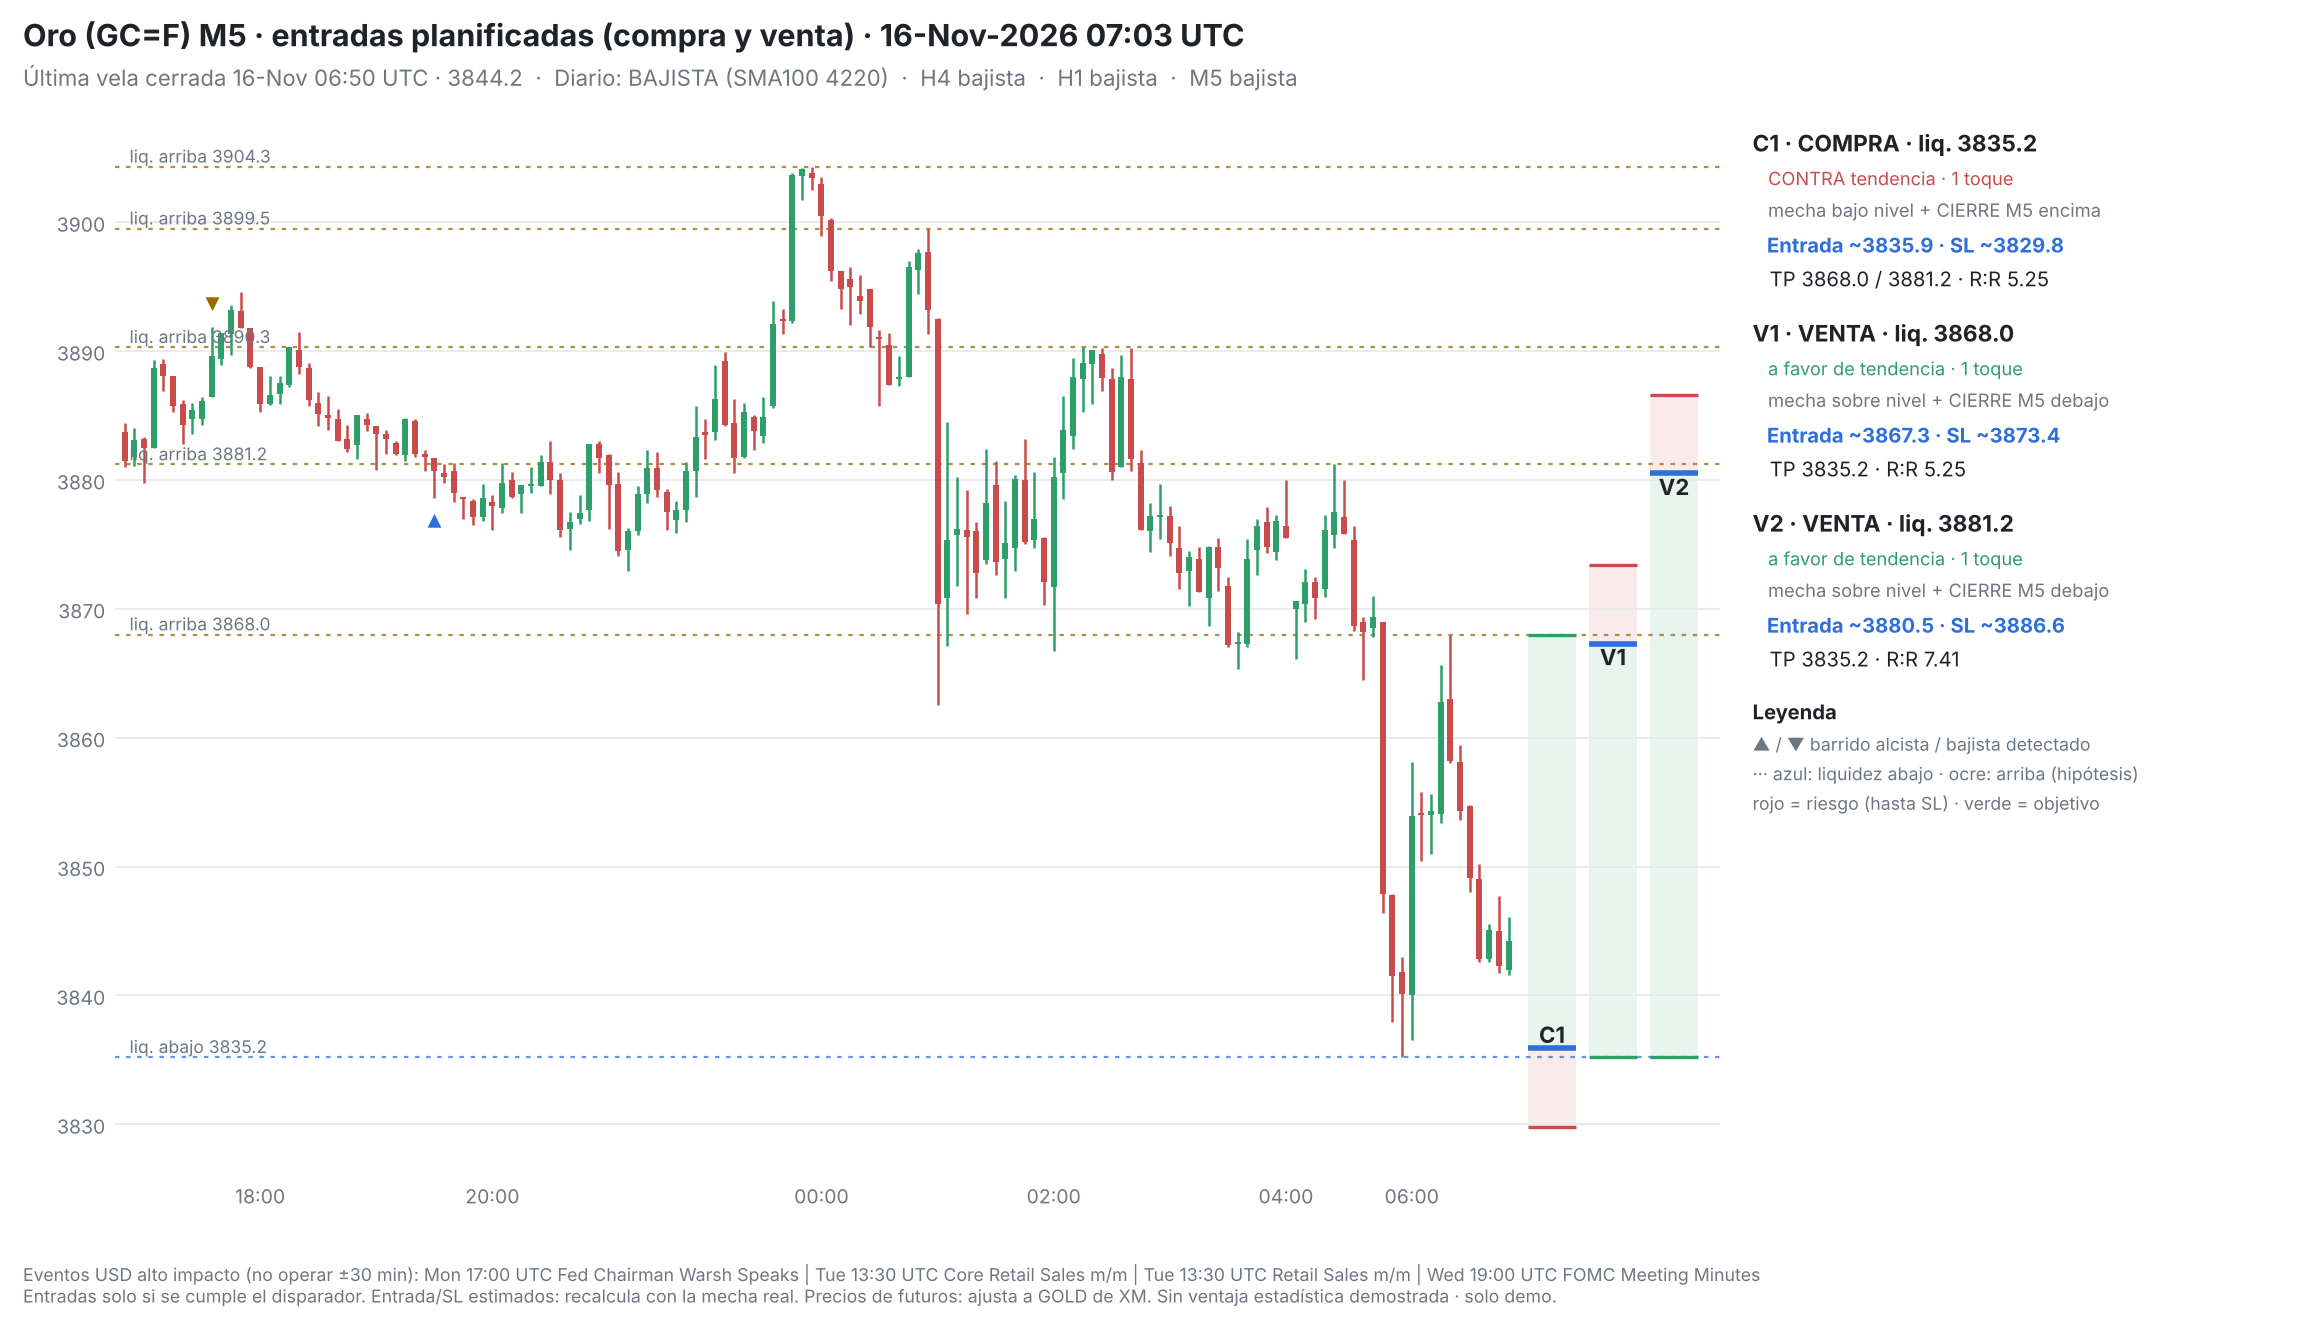 Oro (GC=F) M5 · entradas planificadas (compra y venta) · 16-Nov-2026 07:03 UTC
Última vela cerrada 16-Nov 06:50 UTC · 3844.2 · Diario: BAJISTA (SMA100 4220) · H4 bajista · H1 bajista · M5 bajista
liq. arriba 3904.3
liq. arriba 3899.5
3900
liq. arriba 3890.3
3890
liq. arriba 3881.2
3880
3870
liq. arriba 3868.0
3860
3850
3840
liq. abajo 3835.2
3830
V2
V1
C1
18:00
20:00
00:00
02:00
04:00
06:00
C1 · COMPRA · liq. 3835.2
CONTRA tendencia · 1 toque
mecha bajo nivel + CIERRE M5 encima
Entrada ~3835.9 · SL ~3829.8
TP 3868.0 / 3881.2 · R:R 5.25
V1 · VENTA · liq. 3868.0
a favor de tendencia · 1 toque
mecha sobre nivel + CIERRE M5 debajo
Entrada ~3867.3 · SL ~3873.4
TP 3835.2 · R:R 5.25
V2 · VENTA · liq. 3881.2
a favor de tendencia · 1 toque
mecha sobre nivel + CIERRE M5 debajo
Entrada ~3880.5 · SL ~3886.6
TP 3835.2 · R:R 7.41
Leyenda
▲ / ▼ barrido alcista / bajista detectado
··· azul: liquidez abajo · ocre: arriba (hipótesis)
rojo = riesgo (hasta SL) · verde = objetivo
Eventos USD alto impacto (no operar ±30 min): Mon 17:00 UTC Fed Chairman Warsh Speaks | Tue 13:30 UTC Core Retail Sales m/m | Tue 13:30 UTC Retail Sales m/m | Wed 19:00 UTC FOMC Meeting Minutes
Entradas solo si se cumple el disparador. Entrada/SL estimados: recalcula con la mecha real. Precios de futuros: ajusta a GOLD de XM. Sin ventaja estadística demostrada · solo demo.